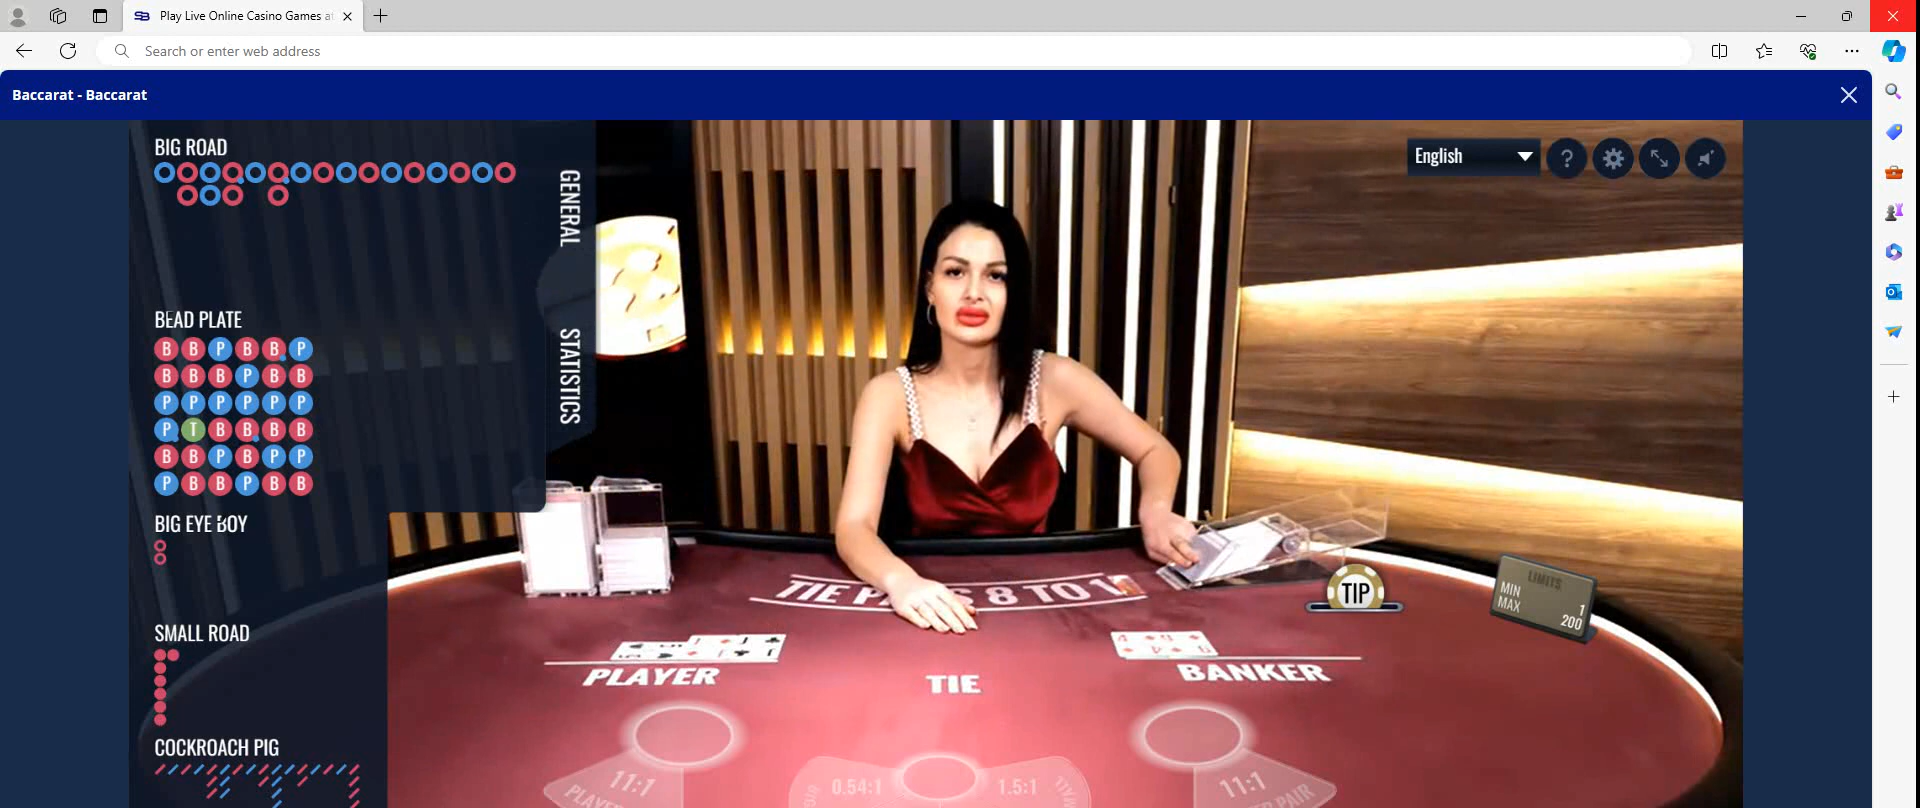 Play Live Online Casino Games a
Search or enter web address
Baccarat - Baccarat
BIG ROAD
GENERAL
English
?
BEAD PLATE
B B P B B P
B B B P B B
P P P P P P
P T B B B B
B B P B P P
P B B P B B
STATISTICS
BIG EYE BOY
SMALL ROAD
COCKROACH PIG
TIE PAYS 8 TO 1
TIP
LIMITS
MIN 1
MAX 200
PLAYER
TIE
BANKER
11:1
0.54:1
1.5:1
11:1
PLAYER
PAIR